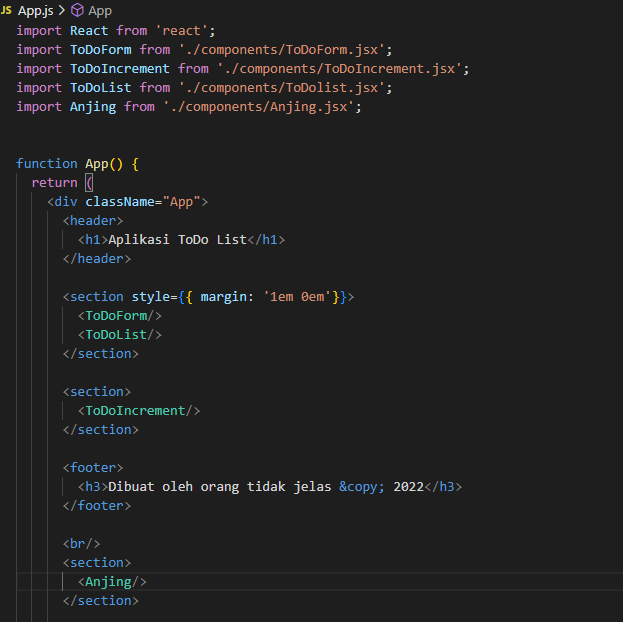 JS App.js > App
import React from 'react';
import ToDoForm from './components/ToDoForm.jsx';
import ToDoIncrement from './components/ToDoIncrement.jsx';
import ToDoList from './components/ToDolist.jsx';
import Anjing from './components/Anjing.jsx';
function App() {
return (
<div className="App">
<header>
<h1>Aplikasi ToDo List</h1>
</header>
<section style={{ margin: '1em 0em'}}>
<ToDoForm/>
<ToDoList/>
</section>
<section>
<ToDoIncrement/>
</section>
<footer>
<h3>Dibuat oleh orang tidak jelas &copy; 2022</h3>
</footer>
<br/>
<section>
<Anjing/>
</section>